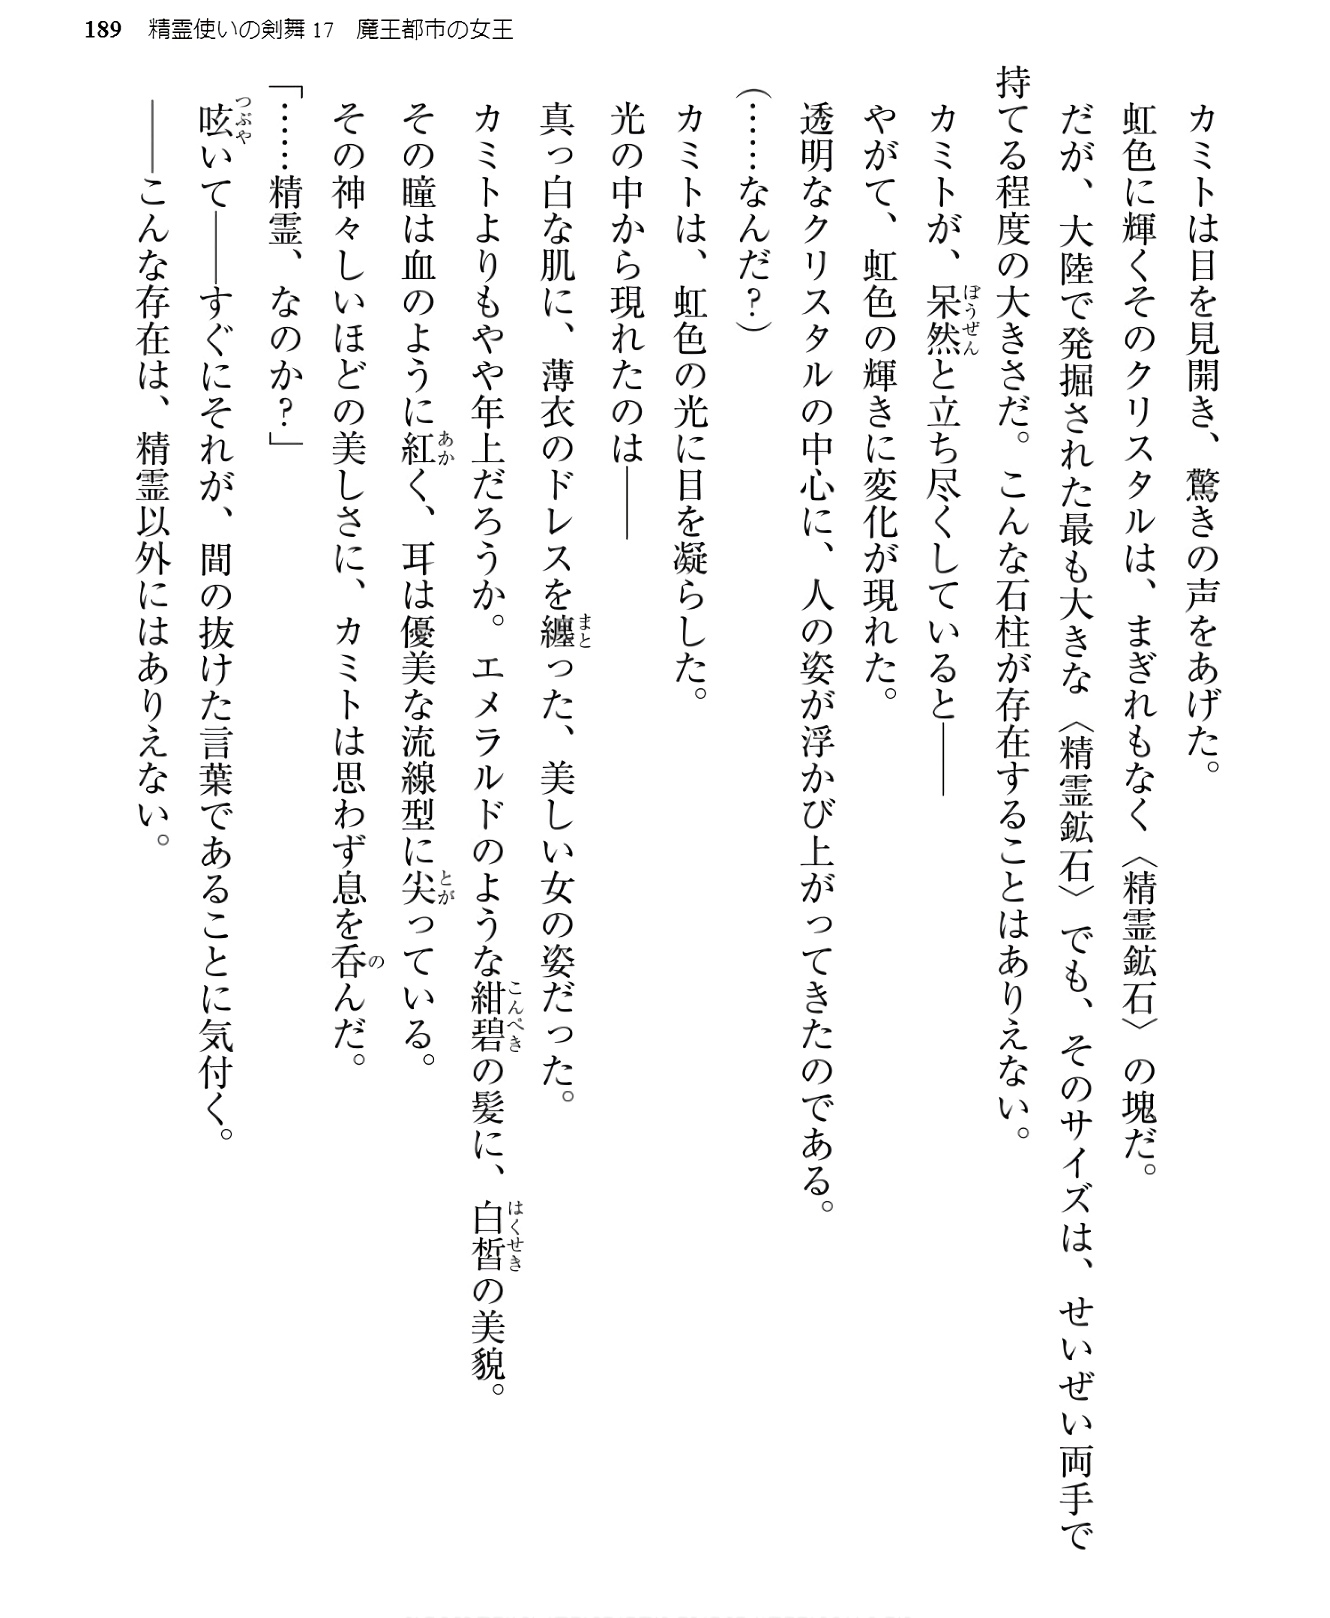 189 精霊使いの剣舞17 魔王都市の女王
カミトは目を見開き、驚きの声をあげた。
虹色に輝くそのクリスタルは、まぎれもなく〈精霊鉱石〉の塊だ。
だが、大陸で発掘された最も大きな〈精霊鉱石〉でも、そのサイズは、せいぜい両手で
持てる程度の大きさだ。こんな石柱が存在することはありえない。
カミトが、呆然と立ち尽くしていると――
やがて、虹色の輝きに変化が現れた。
透明なクリスタルの中心に、人の姿が浮かび上がってきたのである。
(……なんだ?)
カミトは、虹色の光に目を凝らした。
光の中から現れたのは――
真っ白な肌に、薄衣のドレスを纏った、美しい女の姿だった。
カミトよりもやや年上だろうか。エメラルドのような紺碧の髪に、白皙の美貌。
その瞳は血のように紅く、耳は優美な流線型に尖っている。
その神々しいほどの美しさに、カミトは思わず息を呑んだ。
「……精霊、なのか?」
呟いて――すぐにそれが、間の抜けた言葉であることに気付く。
――こんな存在は、精霊以外にはありえない。